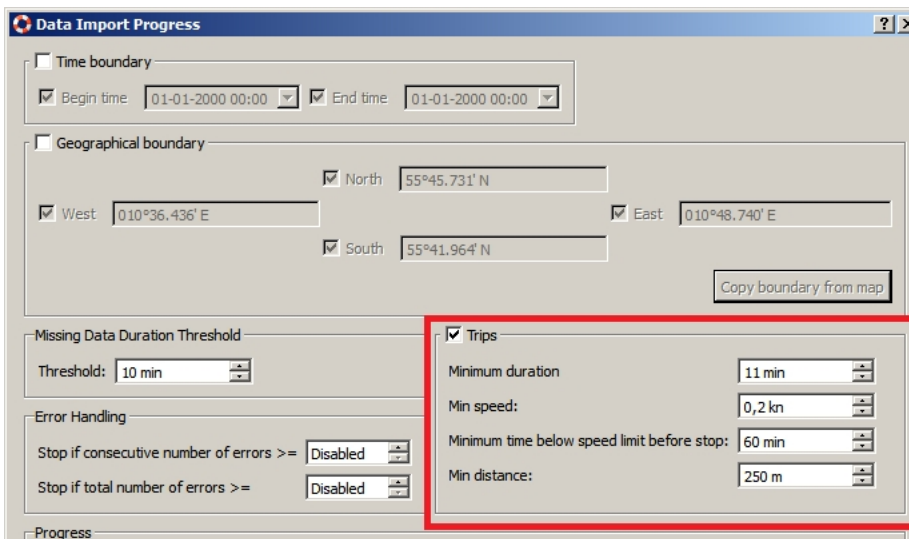 Data Import Progress
Time boundary
Begin time 01-01-2000 00:00 End time 01-01-2000 00:00
Geographical boundary
North 55°45.731' N
West 010°36.436' E East 010°48.740' E
South 55°41.964' N
Copy boundary from map
Missing Data Duration Threshold
Threshold: 10 min
Error Handling
Stop if consecutive number of errors >= Disabled
Stop if total number of errors >= Disabled
Trips
Minimum duration 11 min
Min speed: 0,2 kn
Minimum time below speed limit before stop: 60 min
Min distance: 250 m
Progress